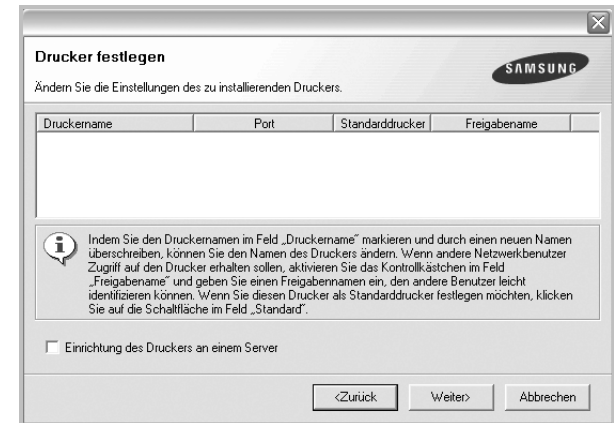 Drucker festlegen
SAMSUNG
Ändern Sie die Einstellungen des zu installierenden Druckers.
Druckername Port Standarddrucker Freigabename
Indem Sie den Druckernamen im Feld „Druckername" markieren und durch einen neuen Namen
überschreiben, können Sie den Namen des Druckers ändern. Wenn andere Netzwerkbenutzer
Zugriff auf den Drucker erhalten sollen, aktivieren Sie das Kontrollkästchen im Feld
„Freigabename" und geben Sie einen Freigabennamen ein, den andere Benutzer leicht
identifizieren können. Wenn Sie diesen Drucker als Standarddrucker festlegen möchten, klicken
Sie auf die Schaltfläche im Feld „Standard".
Einrichtung des Druckers an einem Server
<Zurück Weiter> Abbrechen